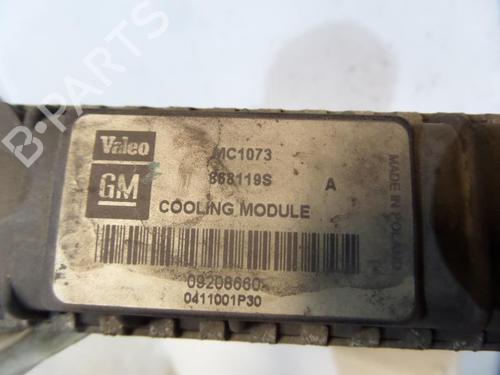 B-PARTS
Valeo
GM
MC1073
868119S
A
COOLING MODULE
09206660
0411001P30
MADE IN POLAND